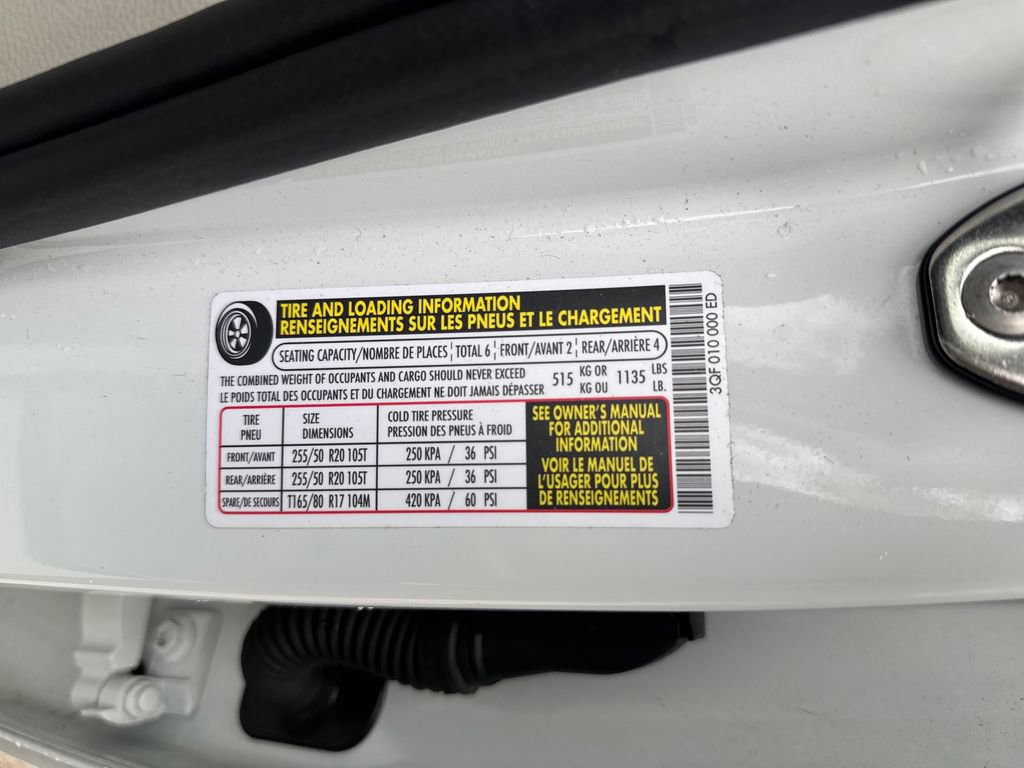 TIRE AND LOADING INFORMATION
RENSEIGNEMENTS SUR LES PNEUS ET LE CHARGEMENT
SEATING CAPACITY/NOMBRE DE PLACES TOTAL 6 FRONT/AVANT 2 REAR/ARRIÈRE 4
THE COMBINED WEIGHT OF OCCUPANTS AND CARGO SHOULD NEVER EXCEED 515 KG OR 1135 LBS
LE POIDS TOTAL DES OCCUPANTS ET DU CHARGEMENT NE DOIT JAMAIS DÉPASSER KG OU LB.
TIRE SIZE COLD TIRE PRESSURE
PNEU DIMENSIONS PRESSION DES PNEUS À FROID
FRONT/AVANT 255/50 R20 105T 250 KPA / 36 PSI
REAR/ARRIÈRE 255/50 R20 105T 250 KPA / 36 PSI
SPARE/DE SECOURS T165/80 R17 104M 420 KPA / 60 PSI
SEE OWNER'S MANUAL
FOR ADDITIONAL
INFORMATION
VOIR LE MANUEL DE
L'USAGER POUR PLUS
DE RENSEIGNEMENTS
3QF 010 000 ED